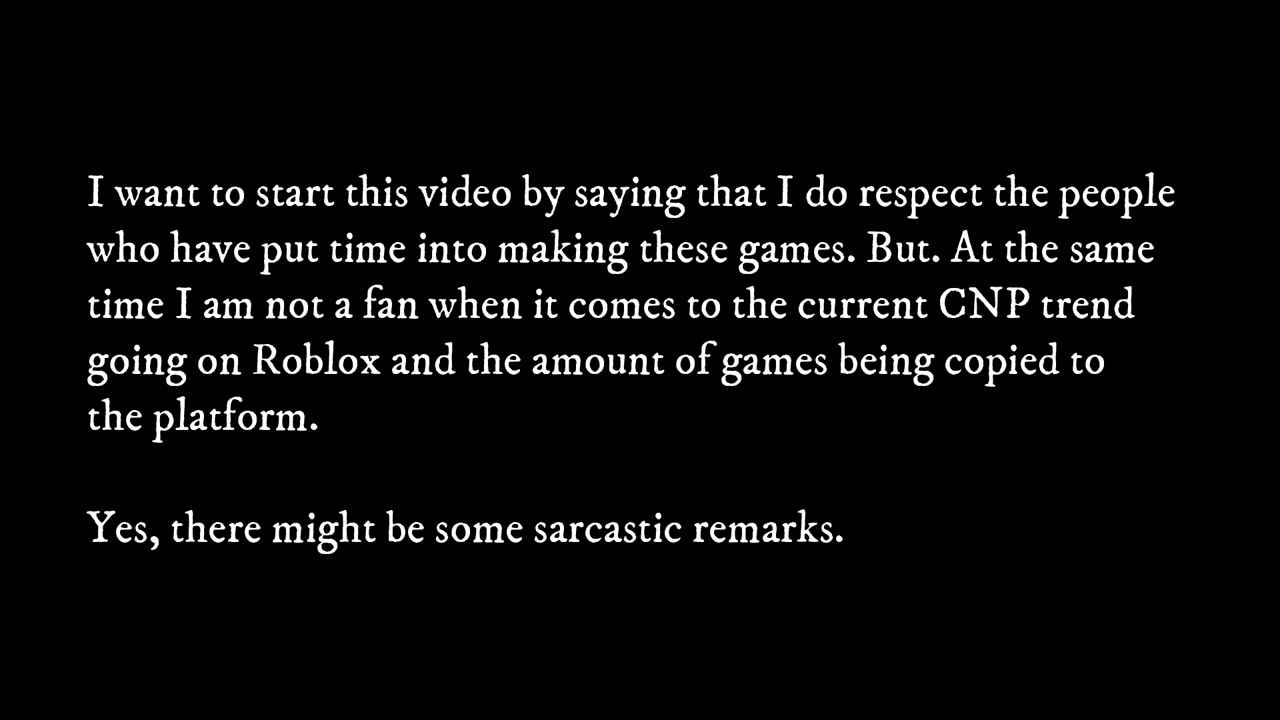 I want to start this video by saying that I do respect the people
who have put time into making these games. But. At the same
time I am not a fan when it comes to the current CNP trend
going on Roblox and the amount of games being copied to
the platform.
Yes, there might be some sarcastic remarks.